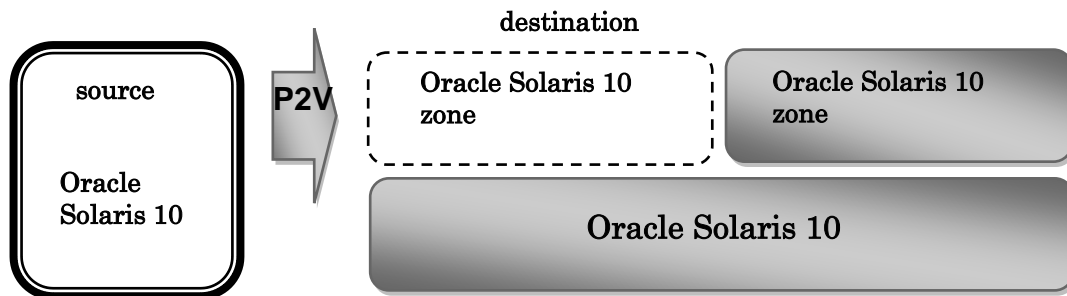 destination
source
P2V
Oracle Solaris 10
zone
Oracle Solaris 10
zone
Oracle
Solaris 10
Oracle Solaris 10